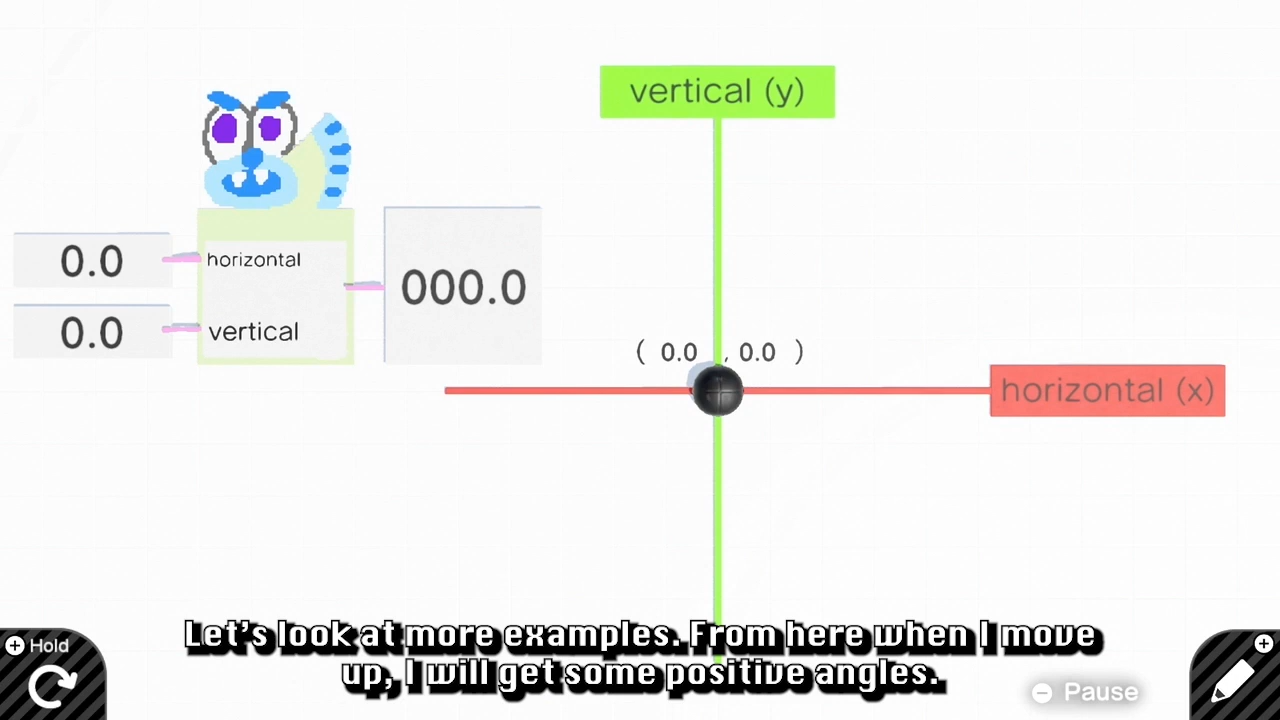 vertical (y)
0.0
horizontal
000.0
0.0
vertical
( 0.0 , 0.0 )
horizontal (x)
Hold
Let's look at more examples. From here when I move
up, I will get some positive angles.
Pause